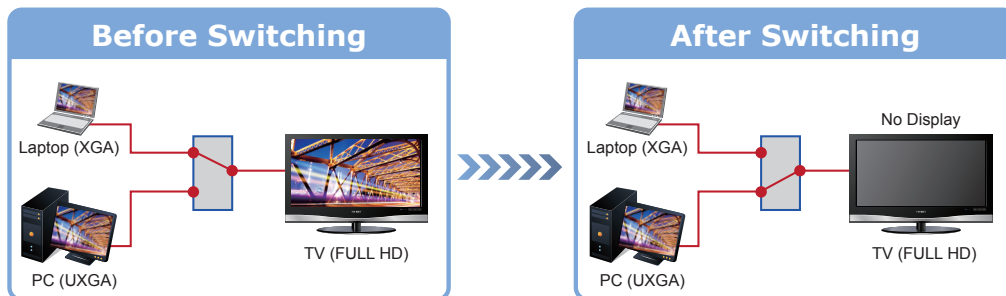 Before Switching
Laptop (XGA)
PC (UXGA)
TV (FULL HD)
After Switching
Laptop (XGA)
PC (UXGA)
No Display
TV (FULL HD)